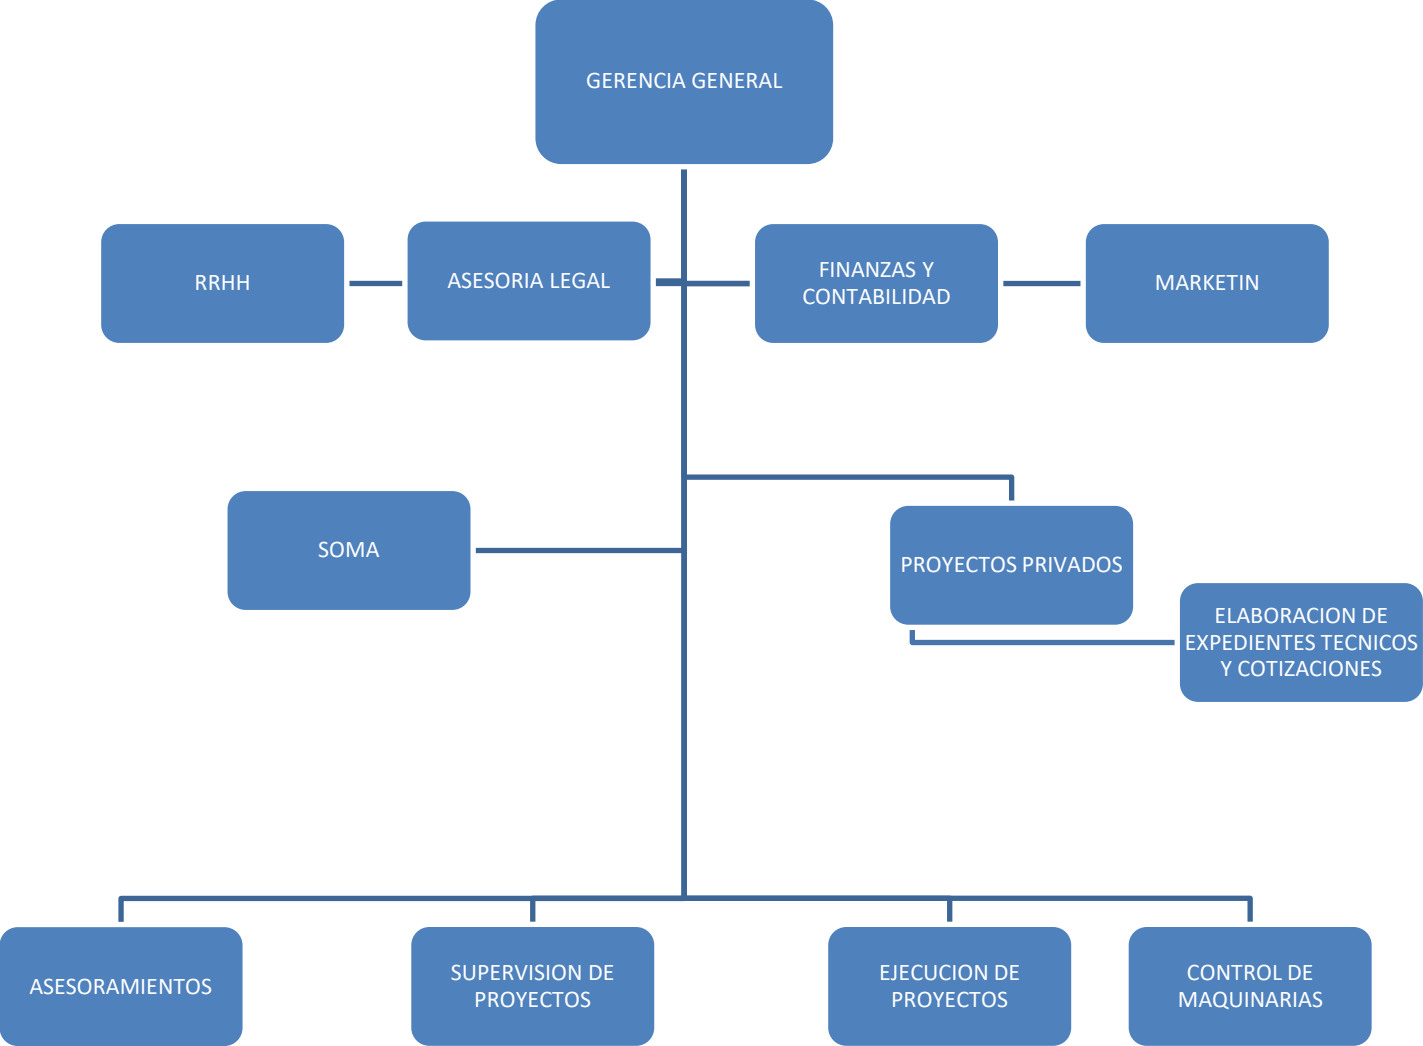 GERENCIA GENERAL
RRHH
ASESORIA LEGAL
FINANZAS Y
CONTABILIDAD
MARKETIN
SOMA
PROYECTOS PRIVADOS
ELABORACION DE
EXPEDIENTES TECNICOS
Y COTIZACIONES
ASESORAMIENTOS
SUPERVISION DE
PROYECTOS
EJECUCION DE
PROYECTOS
CONTROL DE
MAQUINARIAS